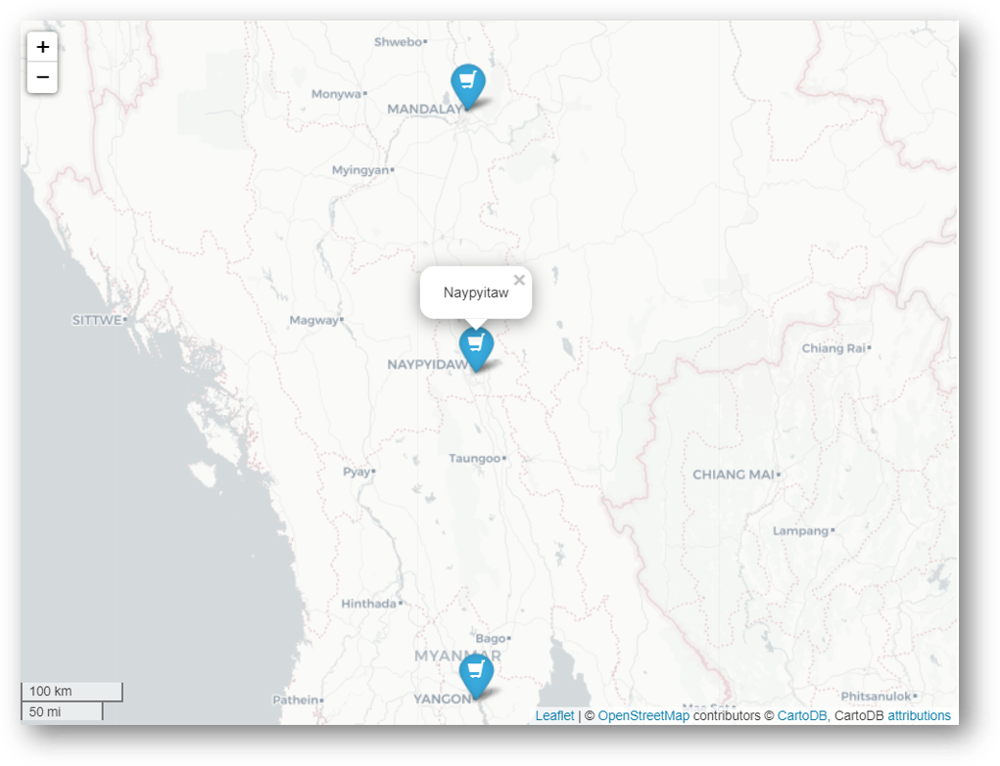 +
−
Shwebo
Monywa
MANDALAY
Myingyan
Naypyitaw
×
SITTWE
Magway
Chiang Rai
NAYPYIDAW
Taungoo
Pyay
CHIANG MAI
Lampang
Hinthada
Bago
MYANMAR
100 km
50 mi
Pathein
YANGON
Phitsanulok
Leaflet | © OpenStreetMap contributors © CartoDB, CartoDB attributions